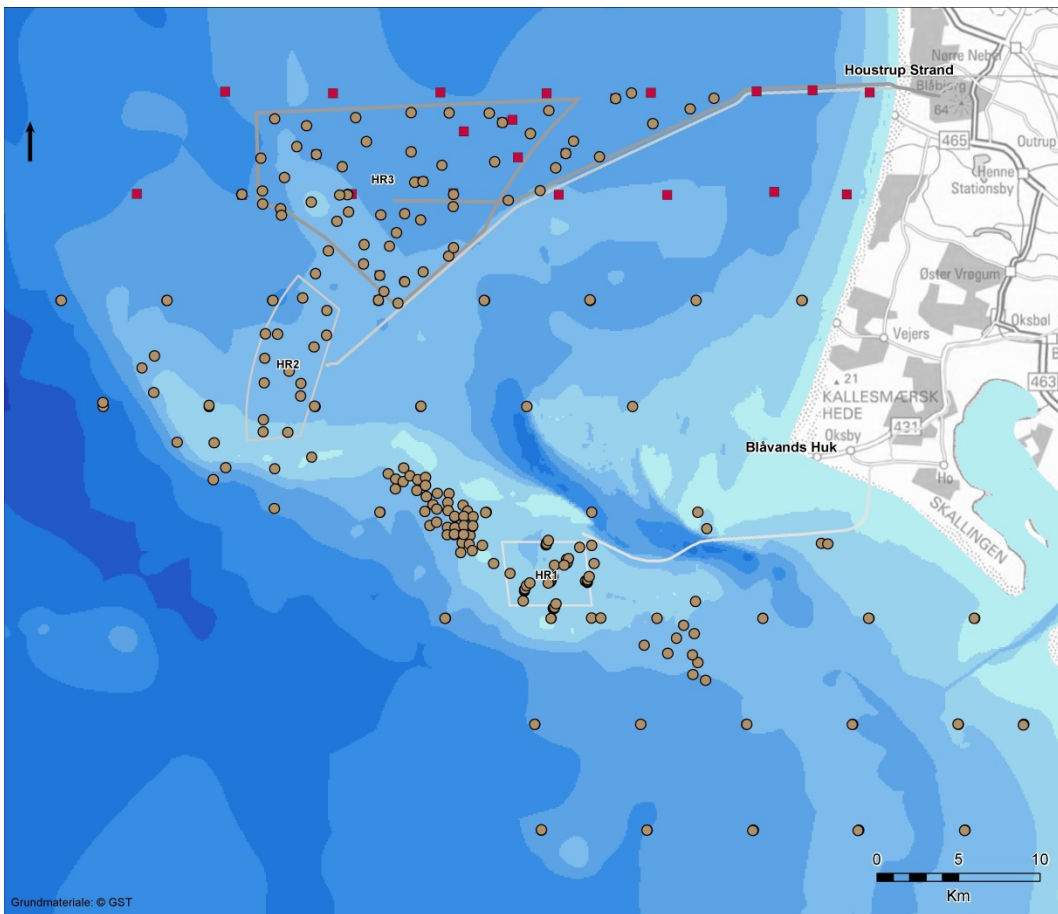 Nørre Nebel
Houstrup Strand
Blåbjerg
64
465
Outrup
Henne
Stationsby
HR3
Øster Vrøgum
Oksbøl
HR2
Vejers
B
463
21
KALLESMÆRSK
HEDE
431
Oksby
Blåvands Huk
Ho
SKALLINGEN
HR1
0 5 10
Km
Grundmateriale: © GST